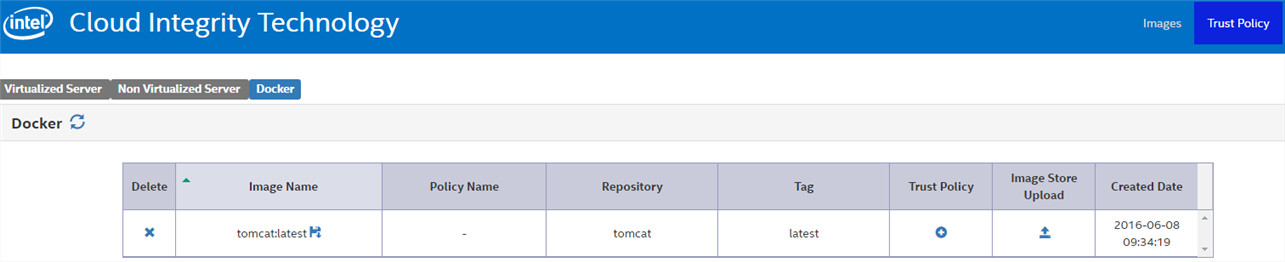 intel
Cloud Integrity Technology
Images
Trust Policy
Virtualized Server
Non Virtualized Server
Docker
Docker
Delete
Image Name
Policy Name
Repository
Tag
Trust Policy
Image Store
Upload
Created Date
tomcat:latest
-
tomcat
latest
2016-06-08
09:34:19